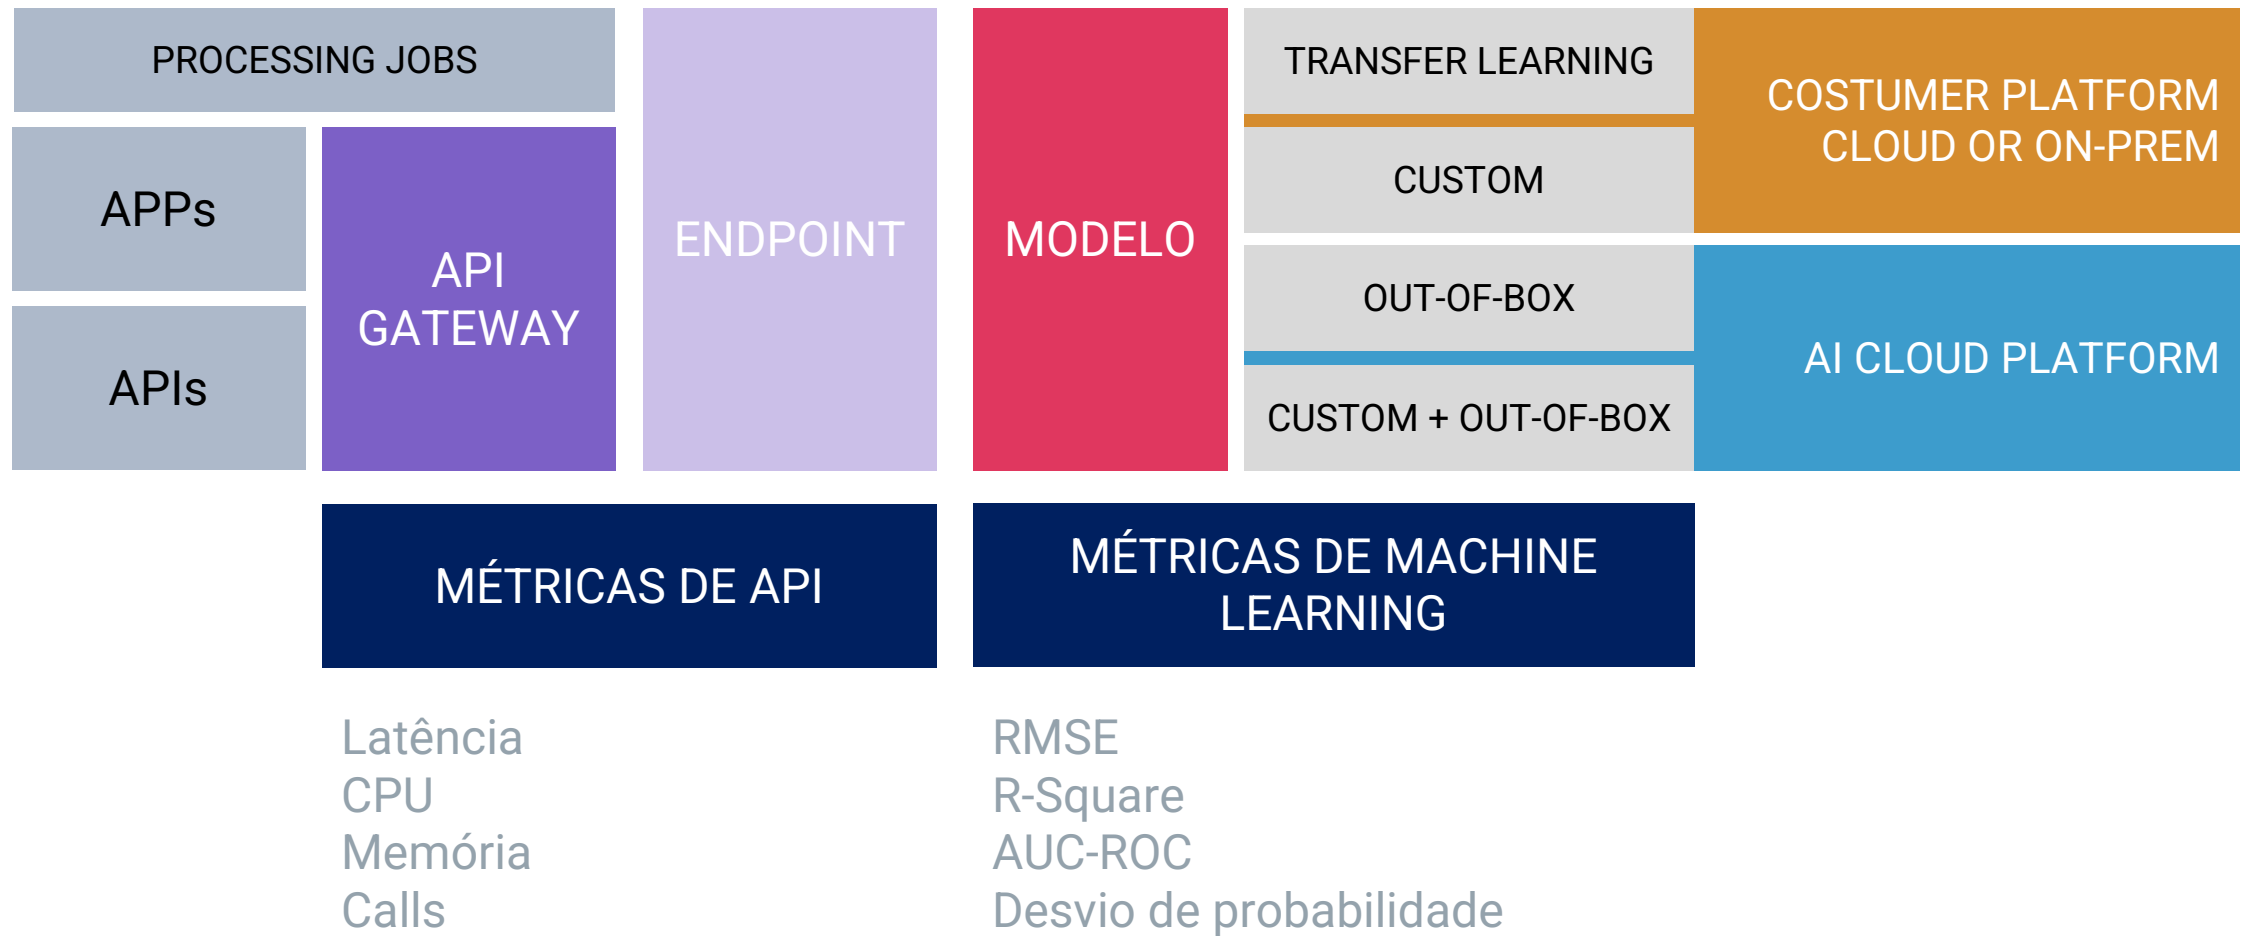 PROCESSING JOBS
APPs
APIs
API
GATEWAY
ENDPOINT
MODELO
TRANSFER LEARNING
CUSTOM
OUT-OF-BOX
CUSTOM + OUT-OF-BOX
COSTUMER PLATFORM
CLOUD OR ON-PREM
AI CLOUD PLATFORM
MÉTRICAS DE API
MÉTRICAS DE MACHINE
LEARNING
Latência
CPU
Memória
Calls
RMSE
R-Square
AUC-ROC
Desvio de probabilidade